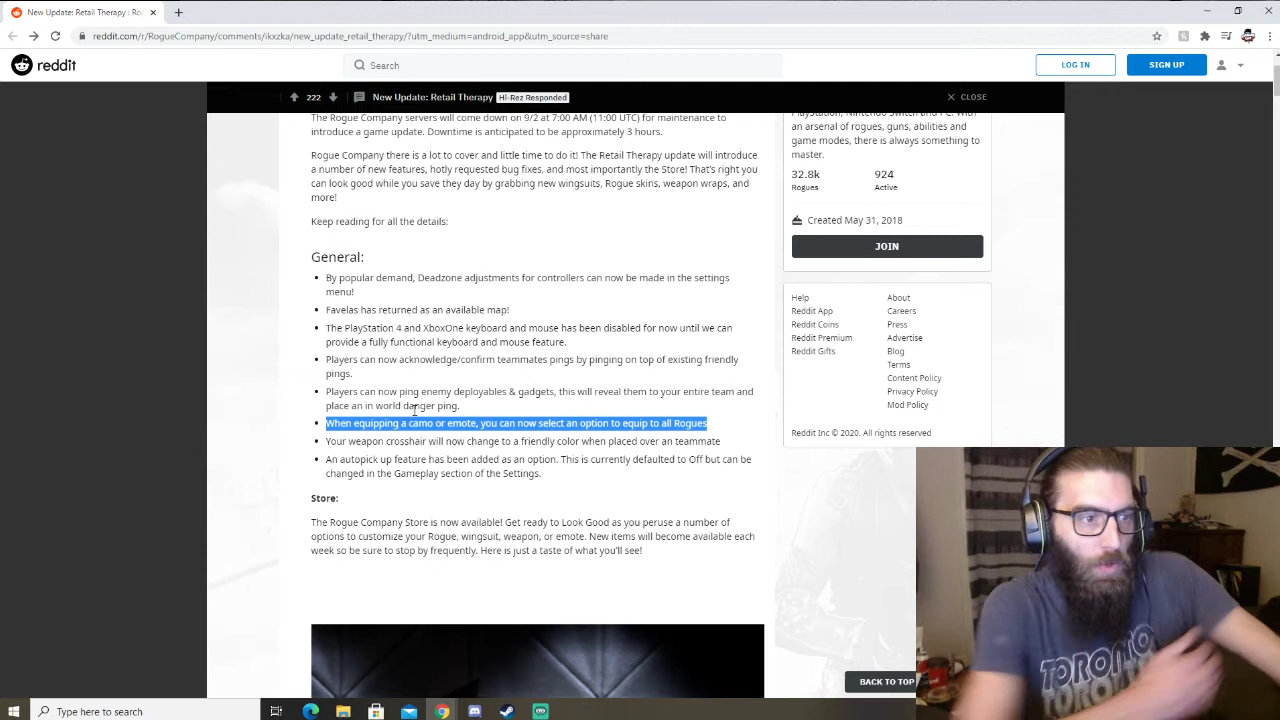 New Update: Retail Therapy : Ro
reddit.com/r/RogueCompany/comments/ikxzka/new_update_retail_therapy/?utm_medium=android_app&utm_source=share
reddit
Search
LOG IN
SIGN UP
222
New Update: Retail Therapy
Hi-Rez Responded
CLOSE
The Rogue Company servers will come down on 9/2 at 7:00 AM (11:00 UTC) for maintenance to
introduce a game update. Downtime is anticipated to be approximately 3 hours.
Rogue Company there is a lot to cover and little time to do it! The Retail Therapy update will introduce
a number of new features, hotly requested bug fixes, and most importantly the Store! That's right you
can look good while you save they day by grabbing new wingsuits, Rogue skins, weapon wraps, and
more!
Keep reading for all the details:
General:
• By popular demand, Deadzone adjustments for controllers can now be made in the settings
menu!
• Favelas has returned as an available map!
• The PlayStation 4 and XboxOne keyboard and mouse has been disabled for now until we can
provide a fully functional keyboard and mouse feature.
• Players can now acknowledge/confirm teammates pings by pinging on top of existing friendly
pings.
• Players can now ping enemy deployables & gadgets, this will reveal them to your entire team and
place an in world danger ping.
• When equipping a camo or emote, you can now select an option to equip to all Rogues
• Your weapon crosshair will now change to a friendly color when placed over an teammate
• An autopick up feature has been added as an option. This is currently defaulted to Off but can be
changed in the Gameplay section of the Settings.
Store:
The Rogue Company Store is now available! Get ready to Look Good as you peruse a number of
options to customize your Rogue, wingsuit, weapon, or emote. New items will become available each
week so be sure to stop by frequently. Here is just a taste of what you'll see!
PlayStation, Nintendo Switch and PC. With
an arsenal of rogues, guns, abilities and
game modes, there is always something to
master.
32.8k
924
Rogues
Active
Created May 31, 2018
JOIN
Help
About
Reddit App
Careers
Reddit Coins
Press
Reddit Premium
Advertise
Reddit Gifts
Blog
Terms
Content Policy
Privacy Policy
Mod Policy
Reddit Inc © 2020. All rights reserved
BACK TO TOP
TORONTO
TORONTO
Type here to search